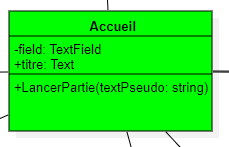 Accueil
-field: TextField
+titre: Text
+LancerPartie(textPseudo: string)